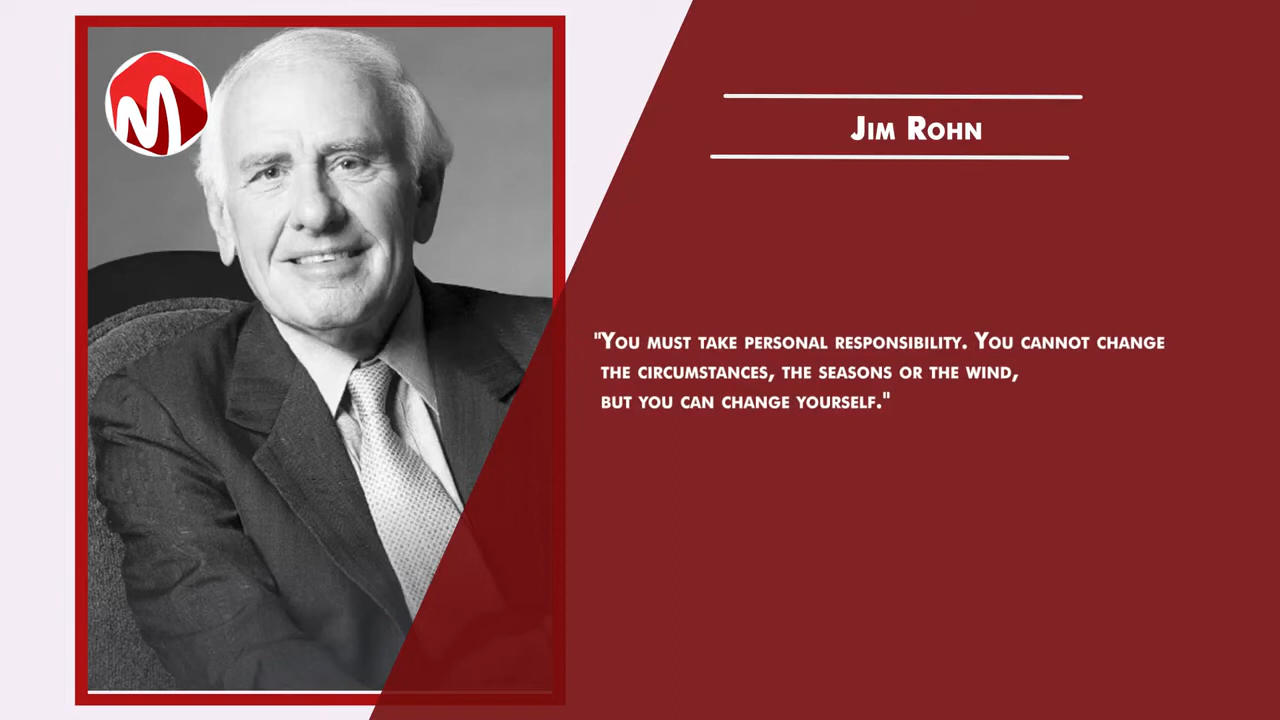 Jim Rohn
"You must take personal responsibility. You cannot change
the circumstances, the seasons or the wind,
but you can change yourself."